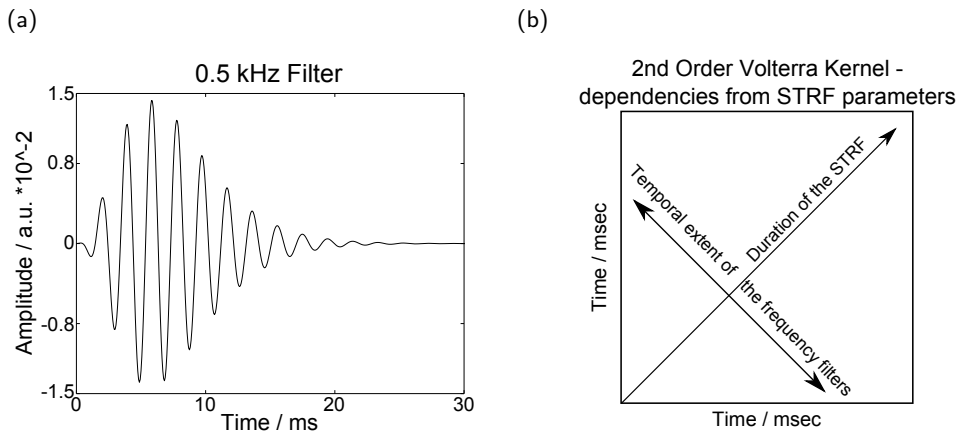 (a)
0.5 kHz Filter
1.5
0.8
0
-0.8
-1.5
Amplitude / a.u. *10^-2
0
10
20
30
Time / ms
(b)
2nd Order Volterra Kernel -
dependencies from STRF parameters
Temporal extent of the frequency filters
Duration of the STRF
Time / msec
Time / msec